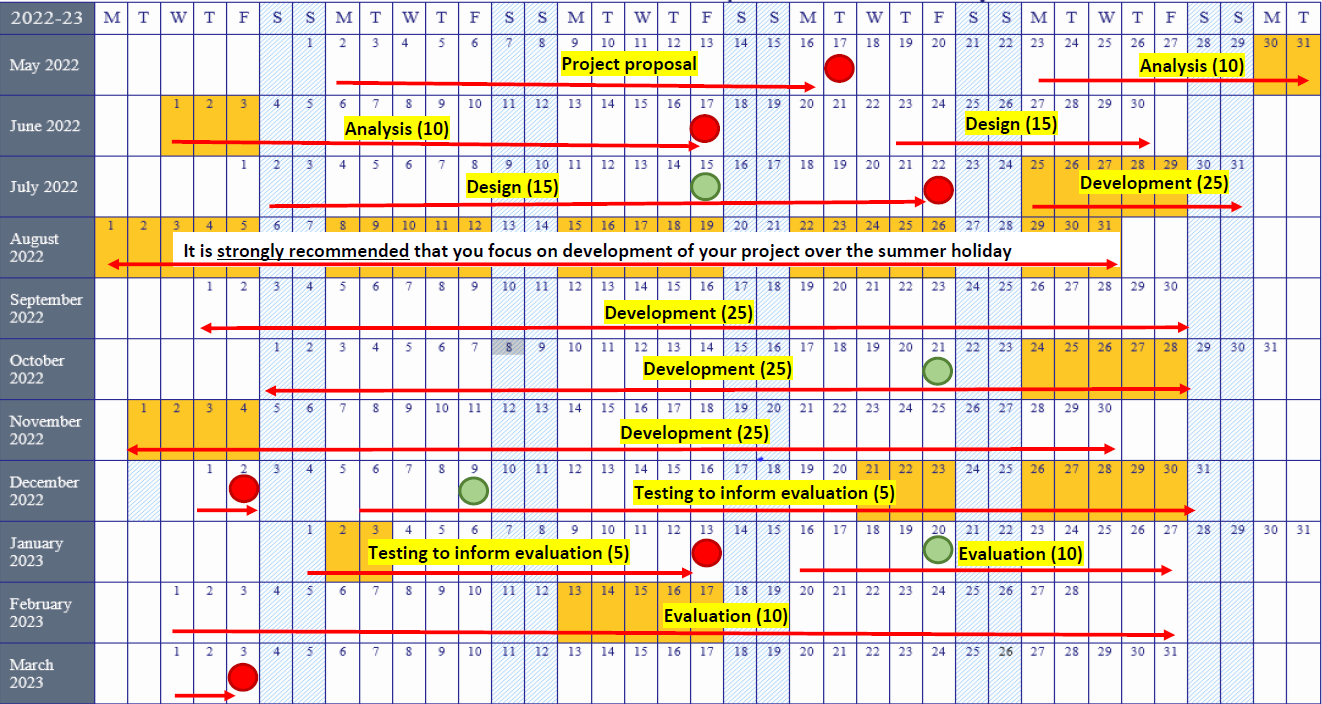 2022-23 M T W T F S S M T W T F S S M T W T F S S M T W T F S S M T W T F S S M T
1 2 3 4 5 6 7 8 9 10 11 12 13 14 15 16 17 18 19 20 21 22 23 24 25 26 27 28 29 30 31
May 2022 Project proposal Analysis (10)
1 2 3 4 5 6 7 8 9 10 11 12 13 14 15 16 17 18 19 20 21 22 23 24 25 26 27 28 29 30
June 2022 Analysis (10) Design (15)
1 2 3 4 5 6 7 8 9 10 11 12 13 14 15 16 17 18 19 20 21 22 23 24 25 26 27 28 29 30 31
July 2022 Design (15) Development (25)
1 2 3 4 5 6 7 8 9 10 11 12 13 14 15 16 17 18 19 20 21 22 23 24 25 26 27 28 29 30 31
August
2022
It is strongly recommended that you focus on development of your project over the summer holiday
1 2 3 4 5 6 7 8 9 10 11 12 13 14 15 16 17 18 19 20 21 22 23 24 25 26 27 28 29 30
September
2022
Development (25)
1 2 3 4 5 6 7 8 9 10 11 12 13 14 15 16 17 18 19 20 21 22 23 24 25 26 27 28 29 30 31
October
2022
Development (25)
1 2 3 4 5 6 7 8 9 10 11 12 13 14 15 16 17 18 19 20 21 22 23 24 25 26 27 28 29 30
November
2022
Development (25)
1 2 3 4 5 6 7 8 9 10 11 12 13 14 15 16 17 18 19 20 21 22 23 24 25 26 27 28 29 30 31
December
2022
Testing to inform evaluation (5)
1 2 3 4 5 6 7 8 9 10 11 12 13 14 15 16 17 18 19 20 21 22 23 24 25 26 27 28 29 30 31
January
2023
Testing to inform evaluation (5) Evaluation (10)
1 2 3 4 5 6 7 8 9 10 11 12 13 14 15 16 17 18 19 20 21 22 23 24 25 26 27 28
February
2023
Evaluation (10)
1 2 3 4 5 6 7 8 9 10 11 12 13 14 15 16 17 18 19 20 21 22 23 24 25 26 27 28 29 30 31
March
2023